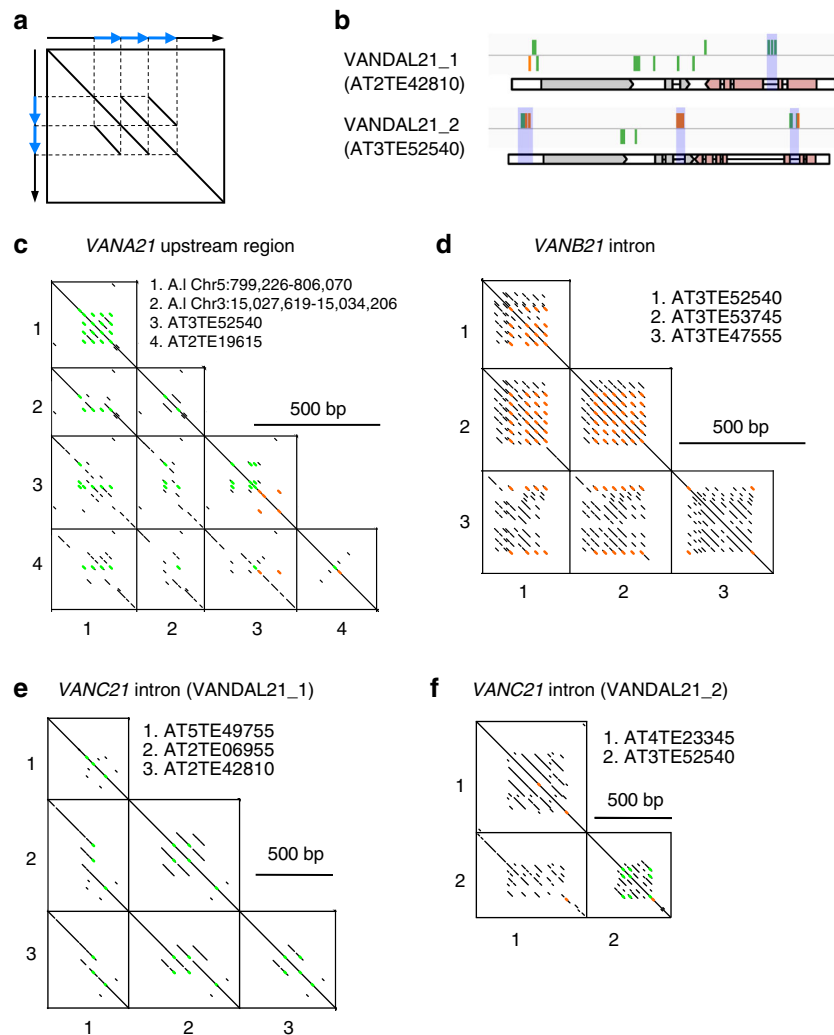 a
b
VANDAL21_1
(AT2TE42810)
VANDAL21_2
(AT3TE52540)
c VANA21 upstream region
1. A.l Chr5:799,226-806,070
2. A.l Chr3:15,027,619-15,034,206
3. AT3TE52540
4. AT2TE19615
500 bp
1
2
3
4
1 2 3 4
d VANB21 intron
1. AT3TE52540
2. AT3TE53745
3. AT3TE47555
500 bp
1
2
3
1 2 3
e VANC21 intron (VANDAL21_1)
1. AT5TE49755
2. AT2TE06955
3. AT2TE42810
500 bp
1
2
3
1 2 3
f VANC21 intron (VANDAL21_2)
1. AT4TE23345
2. AT3TE52540
500 bp
1
2
1 2